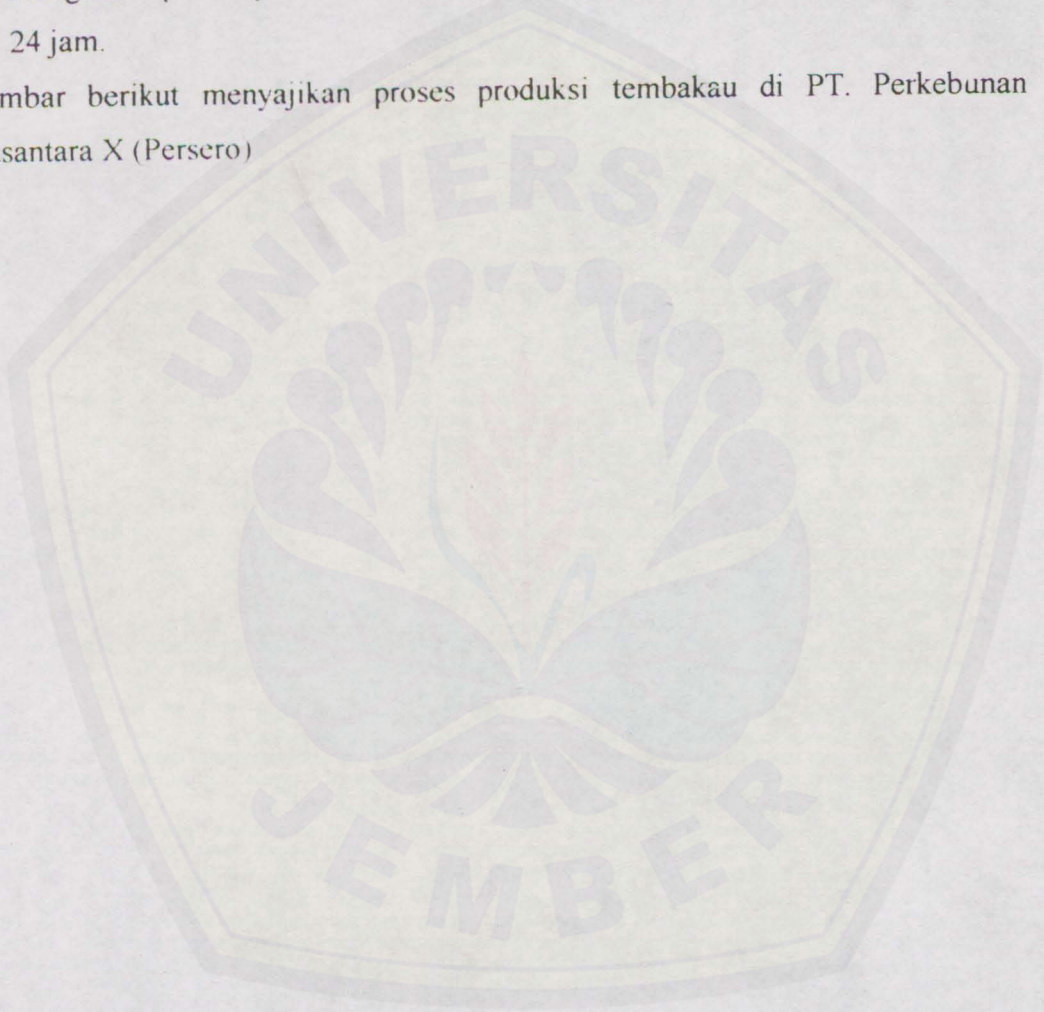 24 jam.
mbar berikut menyajikan proses produksi tembakau di PT. Perkebunan
santara X (Persero)
UNIVERSITAS
JEMBER